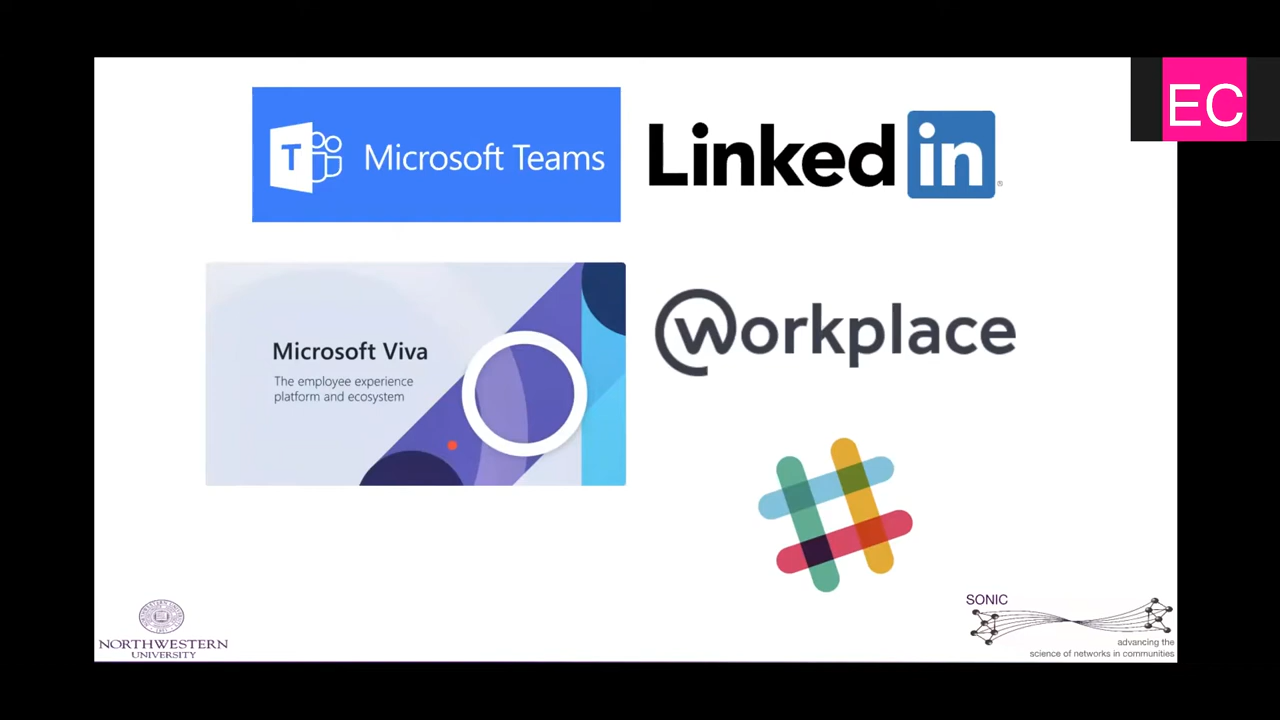 T Microsoft Teams
Linked in
EC
Microsoft Viva
The employee experience
platform and ecosystem
Workplace
NORTHWESTERN
UNIVERSITY
SONIC
advancing the
science of networks in communities